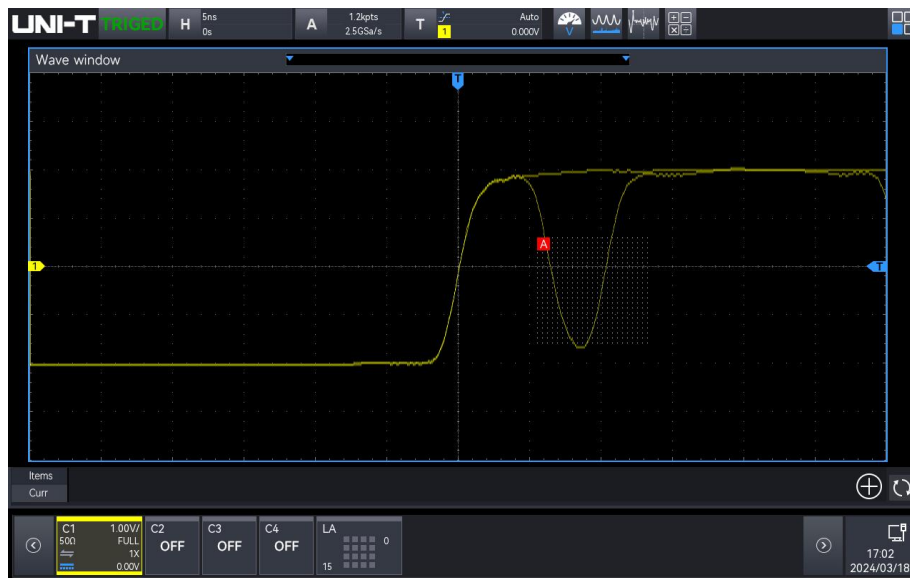 UNI-T TRIGED H 5ns 0s A 1.2kpts 2.5GSa/s T 1 Auto 0.000V
V
Wave window
T
A
1 T
Items
Curr
C1 1.00V/ C2 C3 C4 LA
50Ω FULL OFF OFF OFF 0
1X
0.00V 15
17:02
2024/03/18